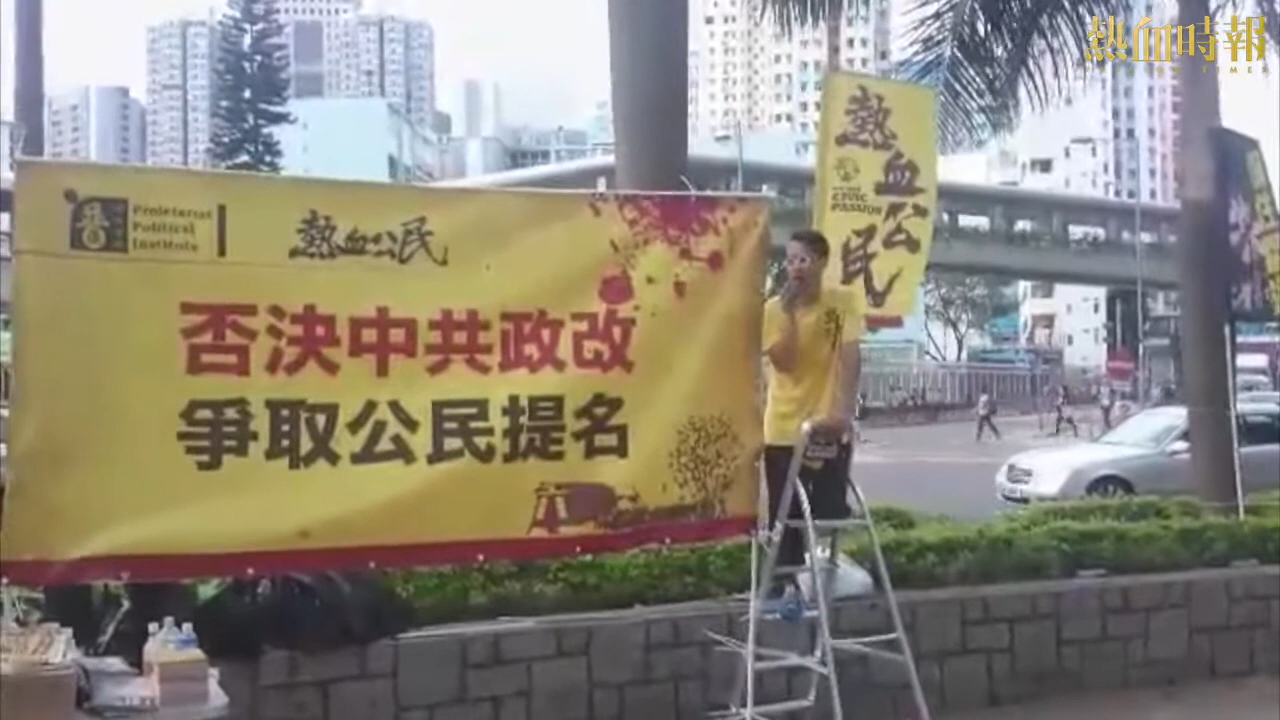 熱血時報
Proletariat
Political
Institute
熱血公民
否決中共政改
爭取公民提名
熱血公民
CIVIC
PASSION